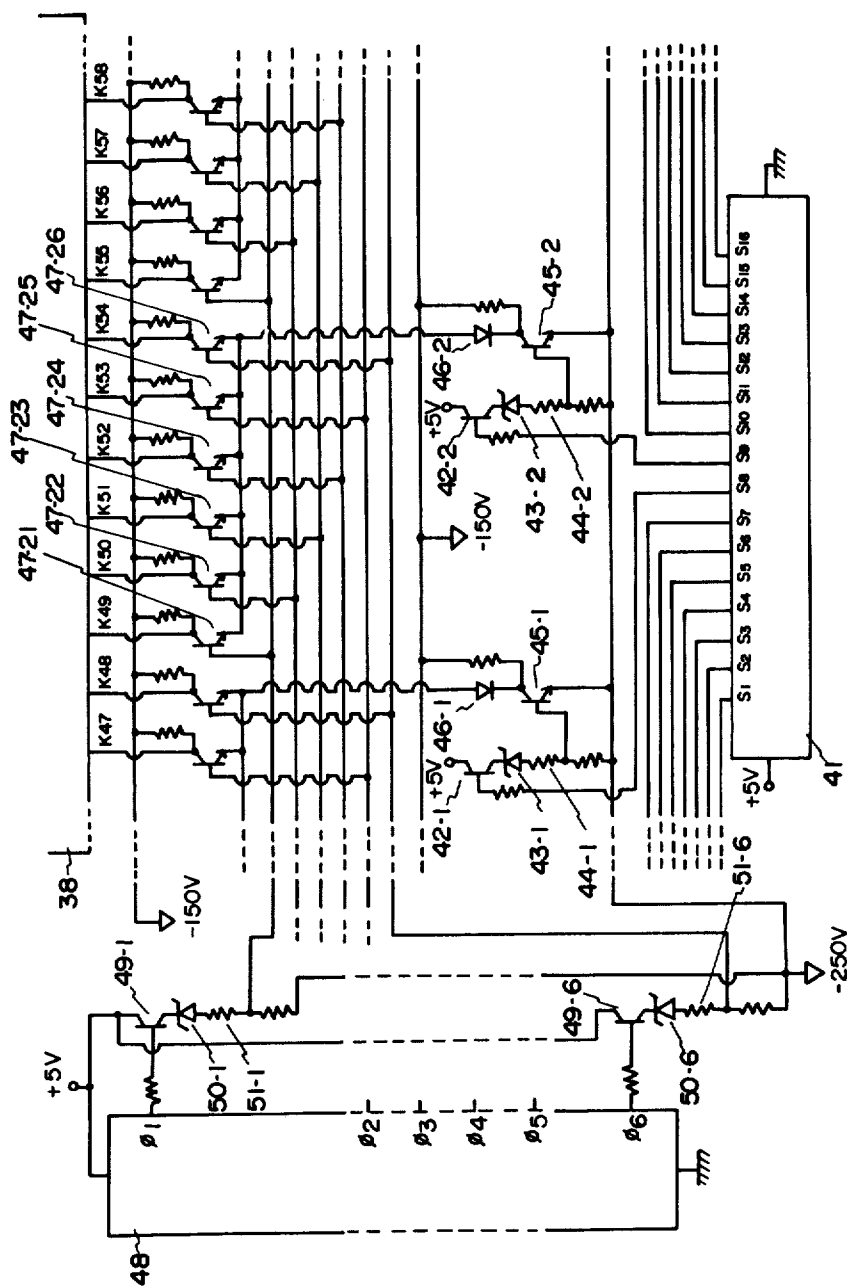 38
K47
K48
K49
K50
K51
K52
K53
K54
K55
K56
K57
K58
47-21
47-22
47-23
47-24
47-25
47-26
-150V
+5V
49-1
50-1
51-1
ø1
ø2
ø3
ø4
ø5
ø6
48
49-6
50-6
51-6
-250V
42-1
+5V
43-1
44-1
46-1
45-1
-150V
42-2
+5V
43-2
44-2
46-2
45-2
S1
S2
S3
S4
S5
S6
S7
S8
S9
S10
S11
S12
S13
S14
S15
S16
+5V
41